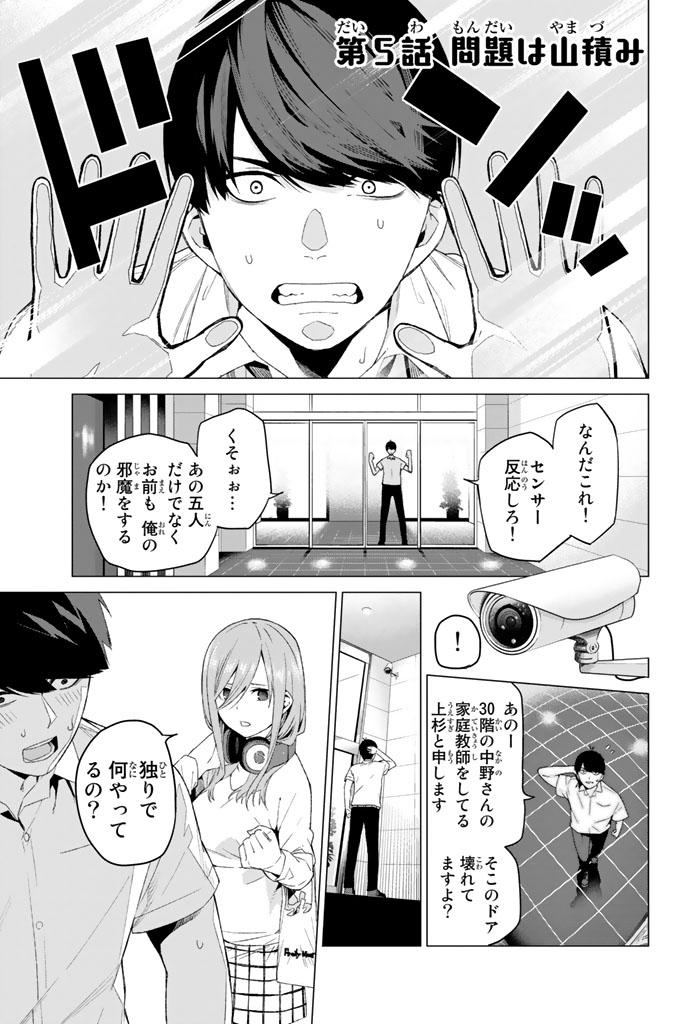 第5話 問題は山積み
ドドン
なんだこれ！
センサー
反応しろ！
くそぉぉ…
あの五人
だけでなく
お前も 俺の
邪魔をする
のか！
！
あのー
30階の中野さんの
家庭教師をしてる
上杉と申します
そこのドア
壊れて
ますよ？
独りで
何やって
るの？